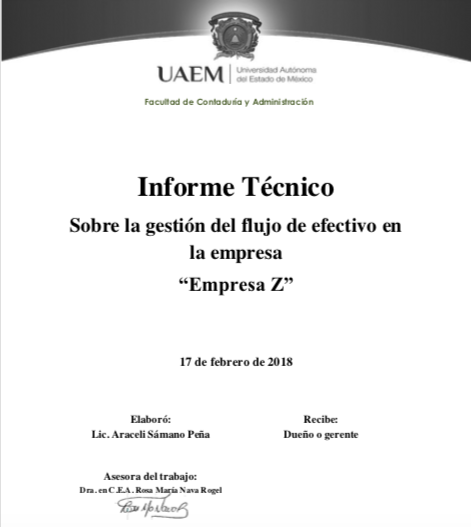 UAEM | Universidad Autónoma
del Estado de México
Facultad de Contaduría y Administración
Informe Técnico
Sobre la gestión del flujo de efectivo en
la empresa
“Empresa Z”
17 de febrero de 2018
Elaboró:
Lic. Araceli Sámano Peña
Recibe:
Dueño o gerente
Asesora del trabajo:
Dra. en C.E.A. Rosa María Nava Rogel